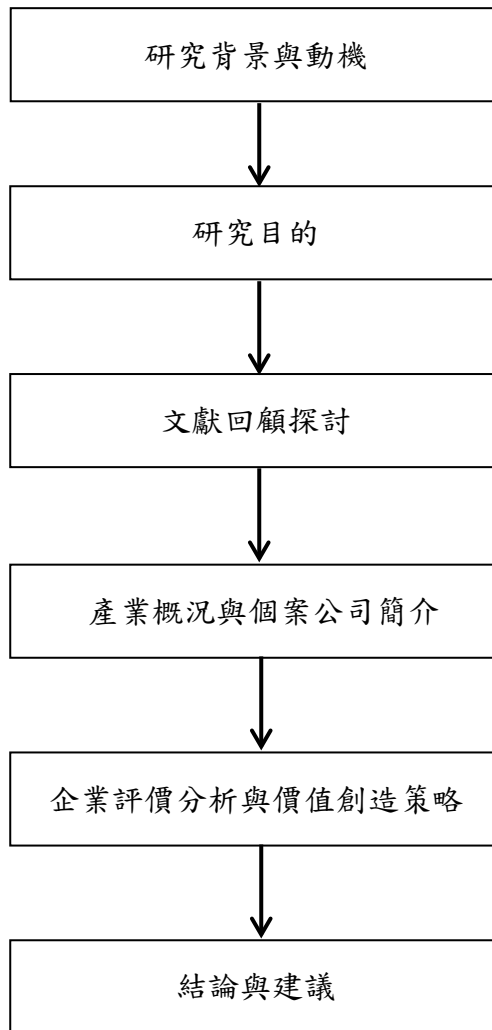 研究背景與動機
研究目的
文獻回顧探討
產業概況與個案公司簡介
企業評價分析與價值創造策略
結論與建議